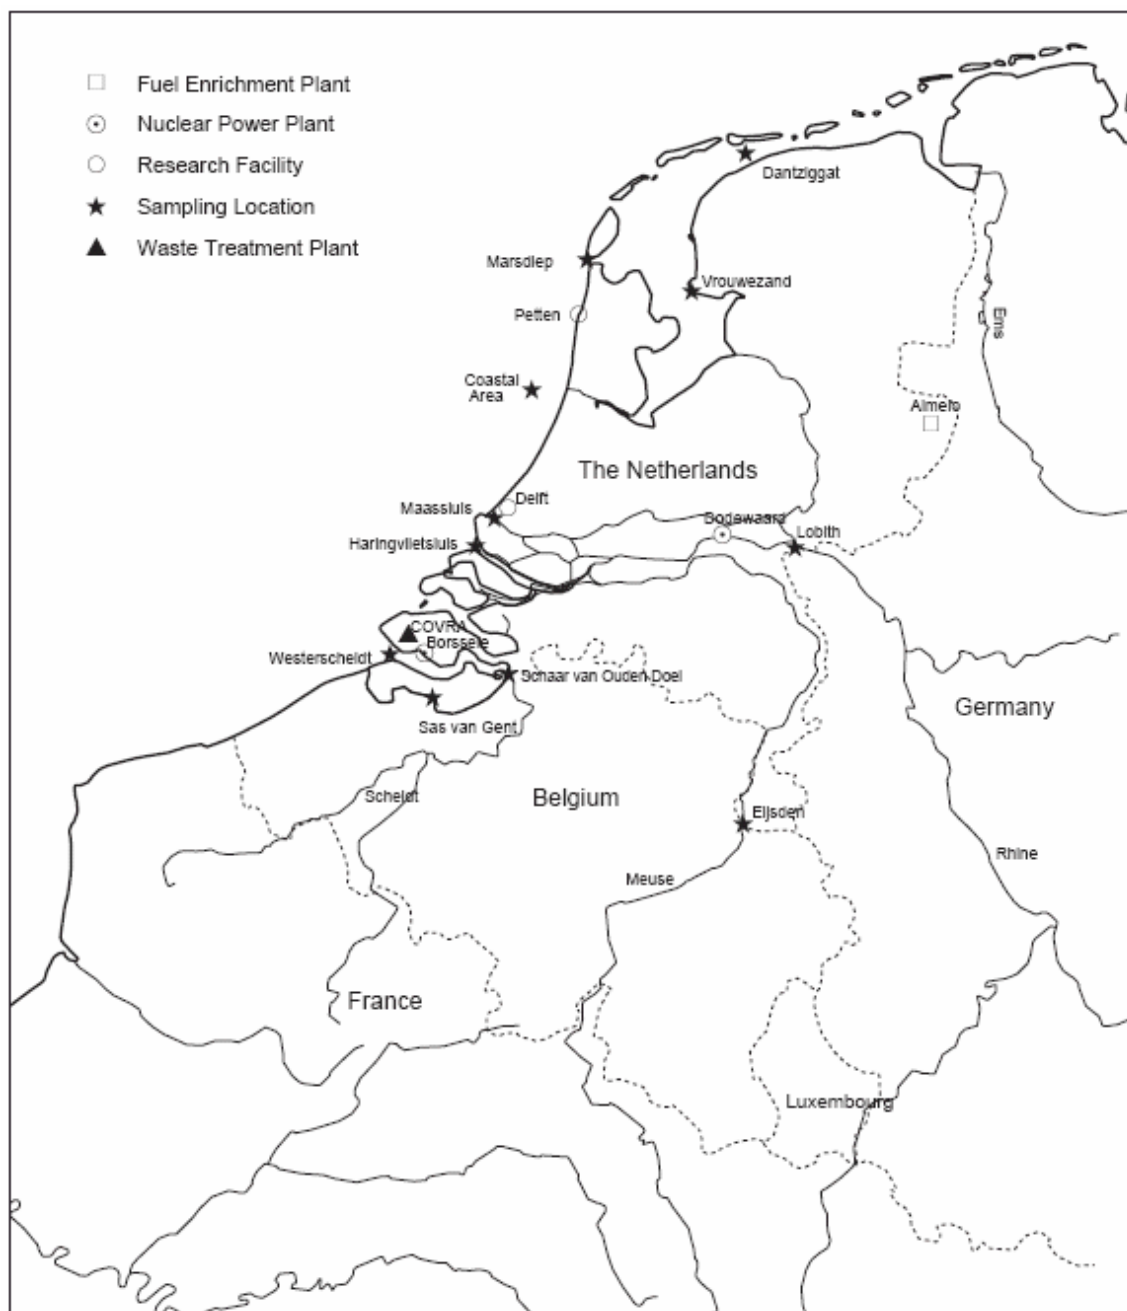 Fuel Enrichment Plant
Nuclear Power Plant
Research Facility
Sampling Location
Waste Treatment Plant
Dantziggat
Marsdiep
Vrouwezand
Petten
Ems
Coastal
Area
Almelo
The Netherlands
Delft
Maassluis
Bodewaard
Haringvlietsluis
Lobith
COVRA
Borssele
Westerscheldt
Schaar van Ouden Doel
Sas van Gent
Germany
Scheldt
Belgium
Eijsden
Rhine
Meuse
France
Luxembourg